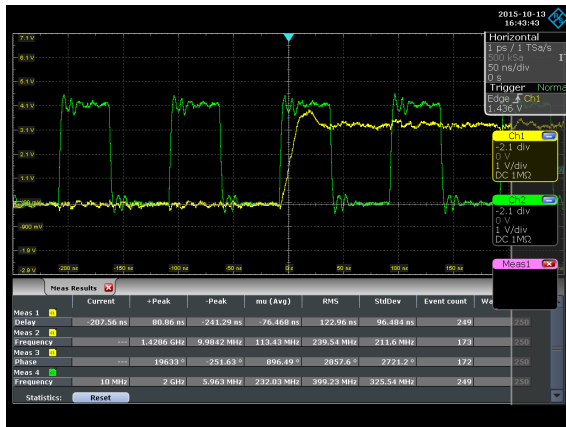 2015-10-13
16:43:43
Horizontal
1 ps / 1 TSa/s
500 kSa
50 ns/div
0 s
Trigger Norma
Edge Ch1
1.436 V
7.1 V
6.1 V
5.1 V
4.1 V
3.1 V
2.1 V
1.1 V
-900 mV
-1.9 V
-2.9 V
-200 ns -150 ns -100 ns -50 ns 0 s 50 ns 100 ns 150 ns
Ch1
-2.1 div
0 V
1 V/div
DC 1MΩ
Ch2
-2.1 div
0 V
1 V/div
DC 1MΩ
Meas1
Meas Results
Current +Peak -Peak mu (Avg) RMS StdDev Event count Wa
Meas 1
Delay -207.56 ns 80.86 ns -241.29 ns -76.468 ns 122.96 ns 96.484 ns 249 250
Meas 2
Frequency --- 1.4286 GHz 9.9842 MHz 113.43 MHz 239.54 MHz 211.6 MHz 173 250
Meas 3
Phase --- 19633 ° -251.63 ° 896.49 ° 2857.6 ° 2721.2 ° 172 250
Meas 4
Frequency 10 MHz 2 GHz 5.963 MHz 232.03 MHz 399.23 MHz 325.54 MHz 249 250
Statistics: Reset